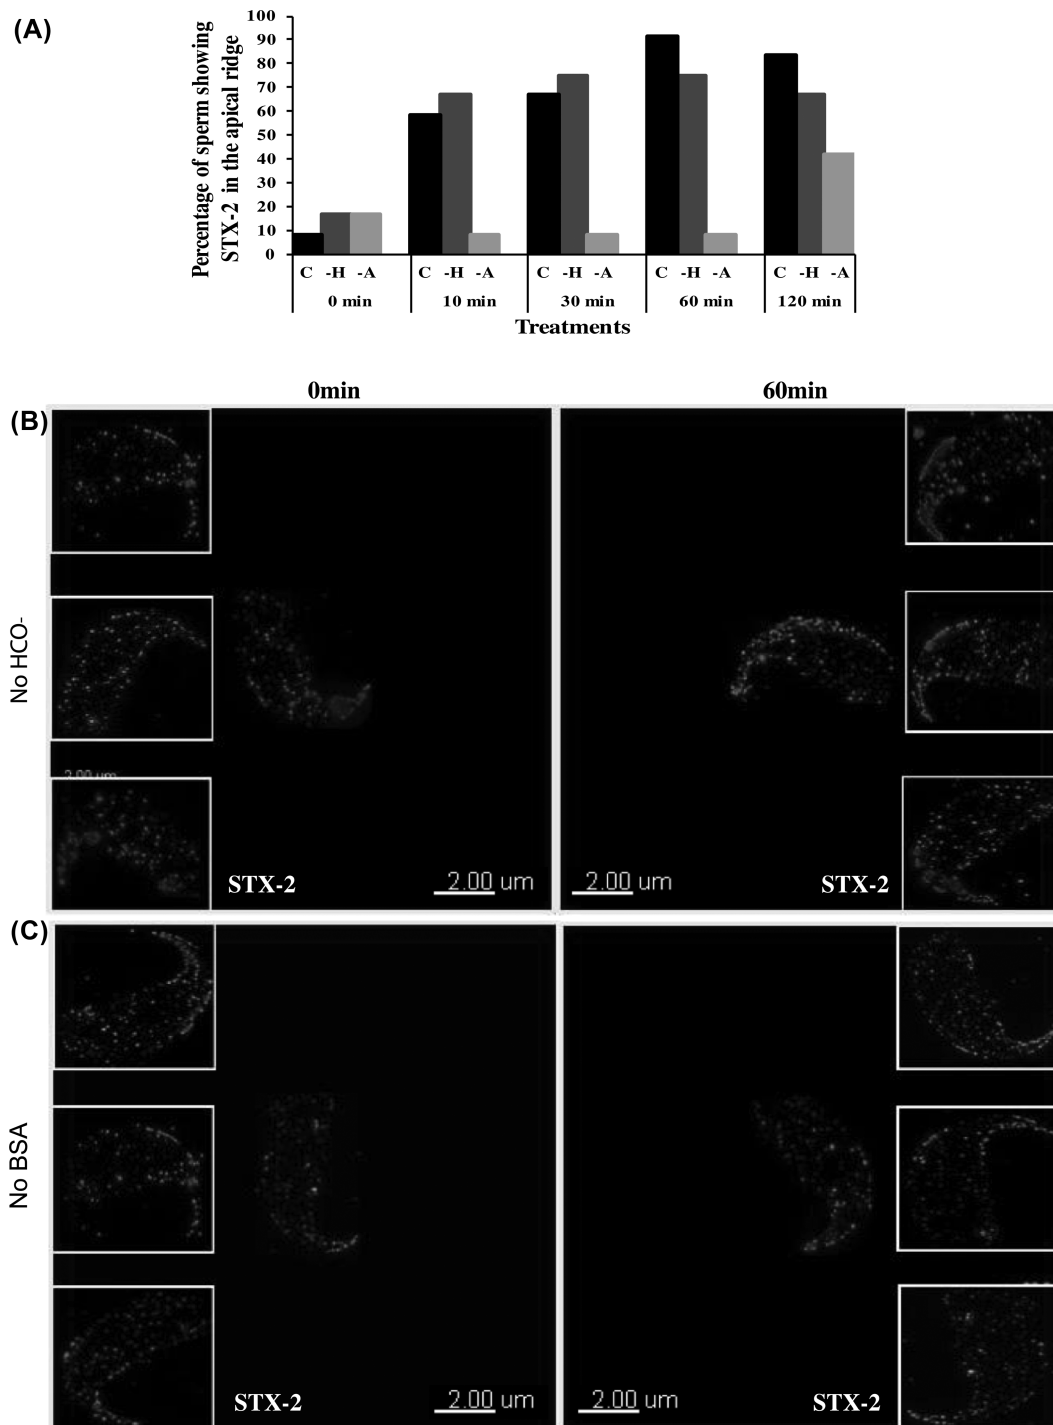 (A)
Percentage of sperm showing
STX-2 in the apical ridge
100
90
80
70
60
50
40
30
20
10
0
C -H -A C -H -A C -H -A C -H -A C -H -A
0 min 10 min 30 min 60 min 120 min
Treatments
0min 60min
(B)
No HCO-
2.00 um
STX-2 2.00 um
2.00 um STX-2
(C)
No BSA
STX-2 2.00 um
2.00 um STX-2